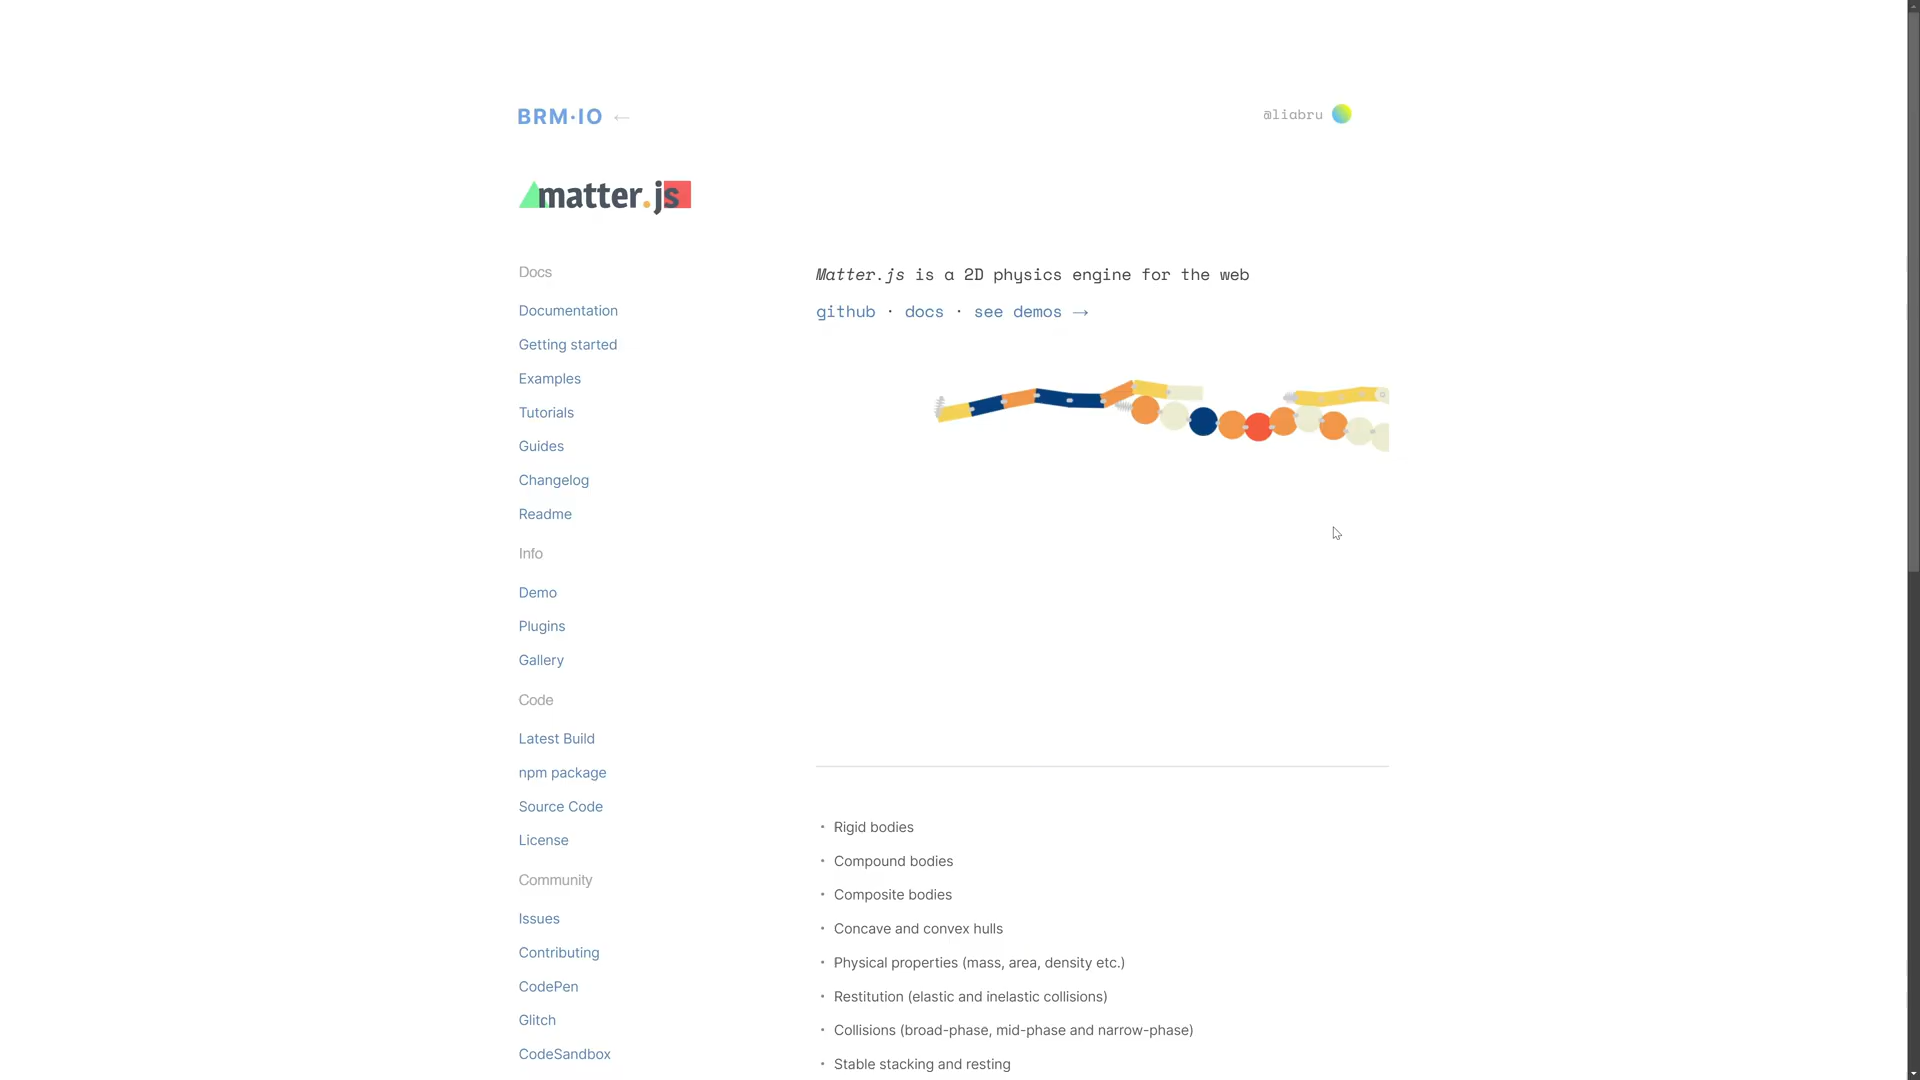 BRM·IO ←
@liabru
matter.js
Docs
Documentation
Getting started
Examples
Tutorials
Guides
Changelog
Readme
Info
Demo
Plugins
Gallery
Code
Latest Build
npm package
Source Code
License
Community
Issues
Contributing
CodePen
Glitch
CodeSandbox
Matter.js is a 2D physics engine for the web
github · docs · see demos →
• Rigid bodies
• Compound bodies
• Composite bodies
• Concave and convex hulls
• Physical properties (mass, area, density etc.)
• Restitution (elastic and inelastic collisions)
• Collisions (broad-phase, mid-phase and narrow-phase)
• Stable stacking and resting